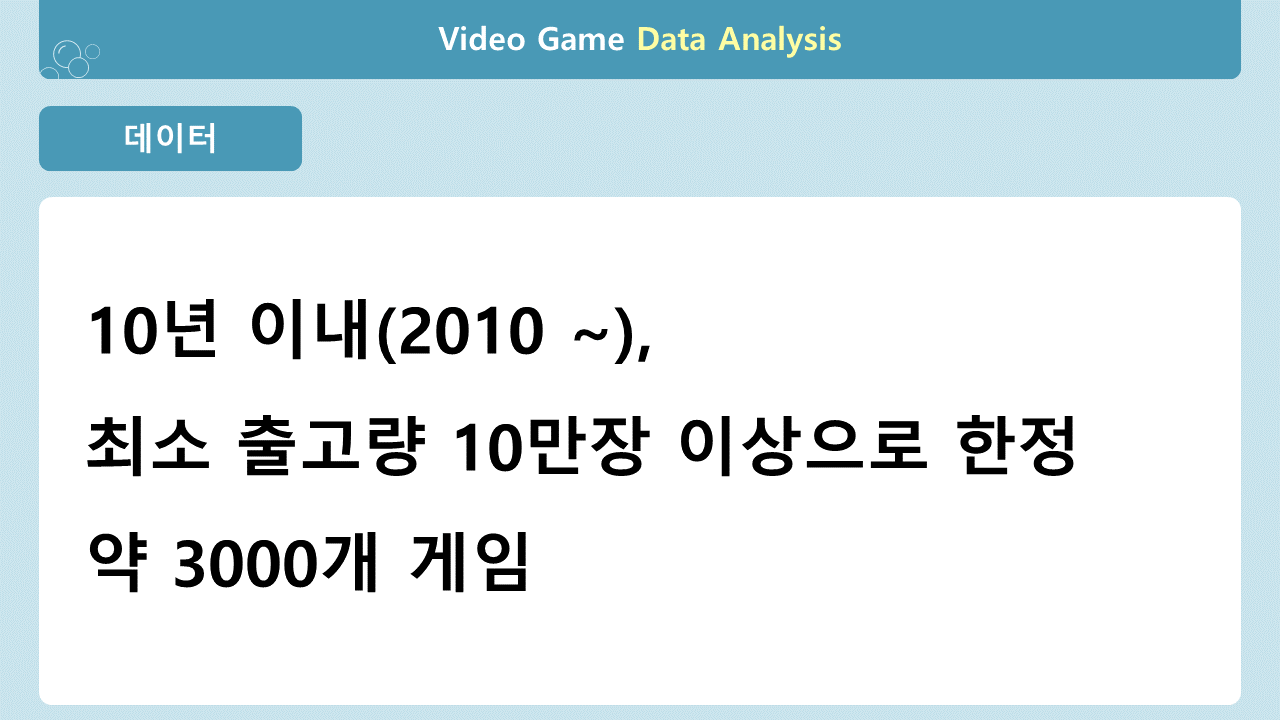 Video Game Data Analysis
데이터
10년 이내(2010 ~),
최소 출고량 10만장 이상으로 한정
약 3000개 게임